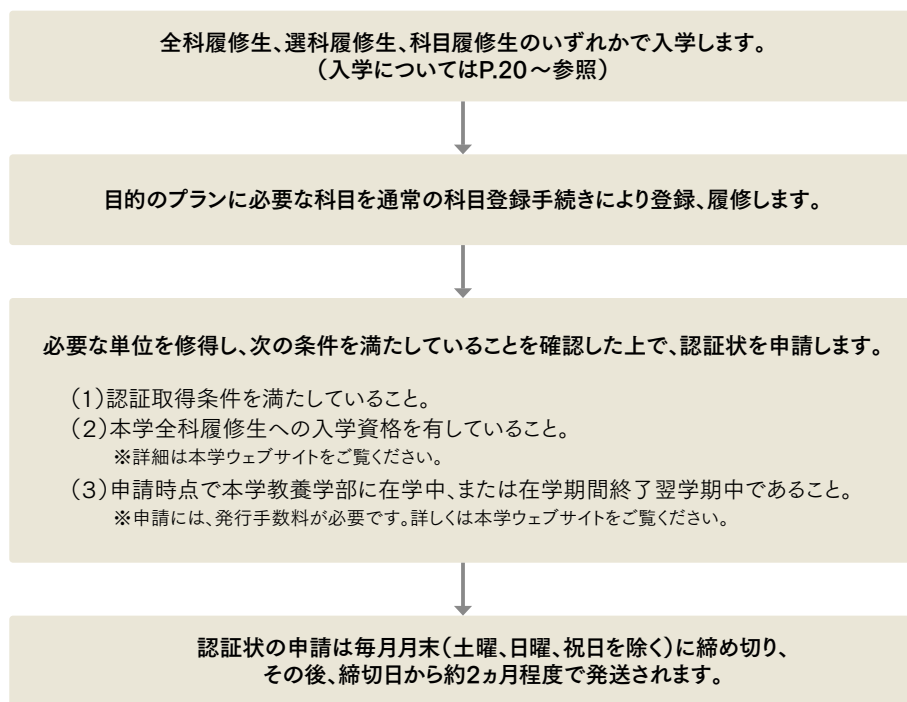 全科履修生、選科履修生、科目履修生のいずれかで入学します。
（入学についてはP.20～参照）
目的のプランに必要な科目を通常の科目登録手続きにより登録、履修します。
必要な単位を修得し、次の条件を満たしていることを確認した上で、認証状を申請します。
（1）認証取得条件を満たしていること。
（2）本学全科履修生への入学資格を有していること。
※詳細は本学ウェブサイトをご覧ください。
（3）申請時点で本学教養学部に在学中、または在学期間終了翌学期中であること。
※申請には、発行手数料が必要です。詳しくは本学ウェブサイトをご覧ください。
認証状の申請は毎月月末（土曜、日曜、祝日を除く）に締め切り、
その後、締切日から約2ヵ月程度で発送されます。